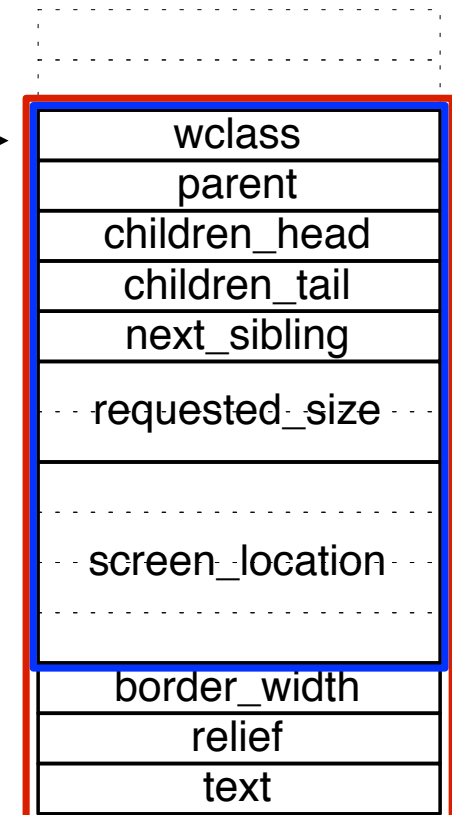 wclass
parent
children_head
children_tail
next_sibling
requested_size
screen_location
border_width
relief
text